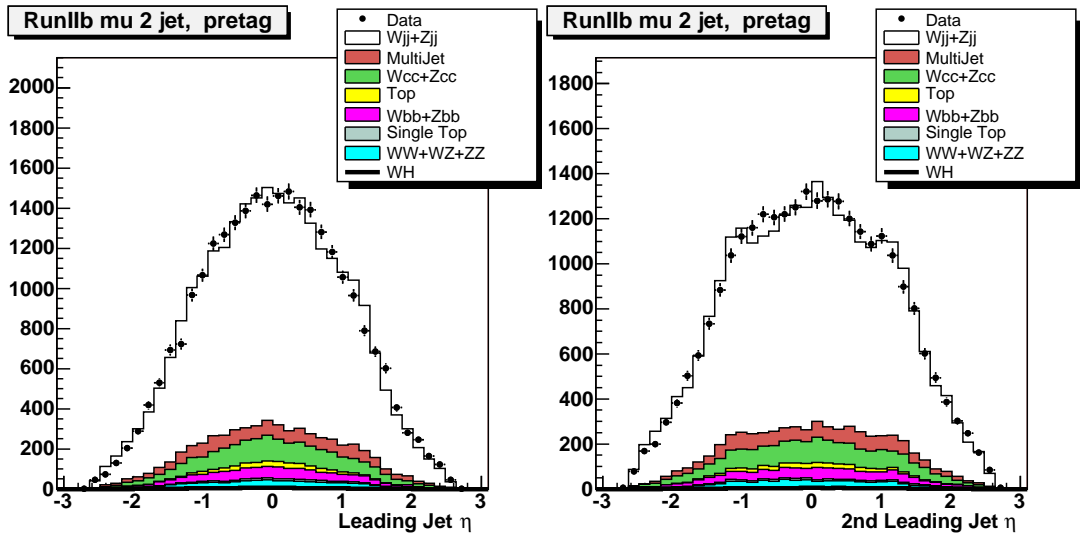 RunIIb mu 2 jet, pretag
Data
Wjj+Zjj
MultiJet
Wcc+Zcc
Top
Wbb+Zbb
Single Top
WW+WZ+ZZ
WH
2000
1800
1600
1400
1200
1000
800
600
400
200
0
-3 -2 -1 0 1 2 3
Leading Jet η
RunIIb mu 2 jet, pretag
Data
Wjj+Zjj
MultiJet
Wcc+Zcc
Top
Wbb+Zbb
Single Top
WW+WZ+ZZ
WH
1800
1600
1400
1200
1000
800
600
400
200
0
-3 -2 -1 0 1 2 3
2nd Leading Jet η